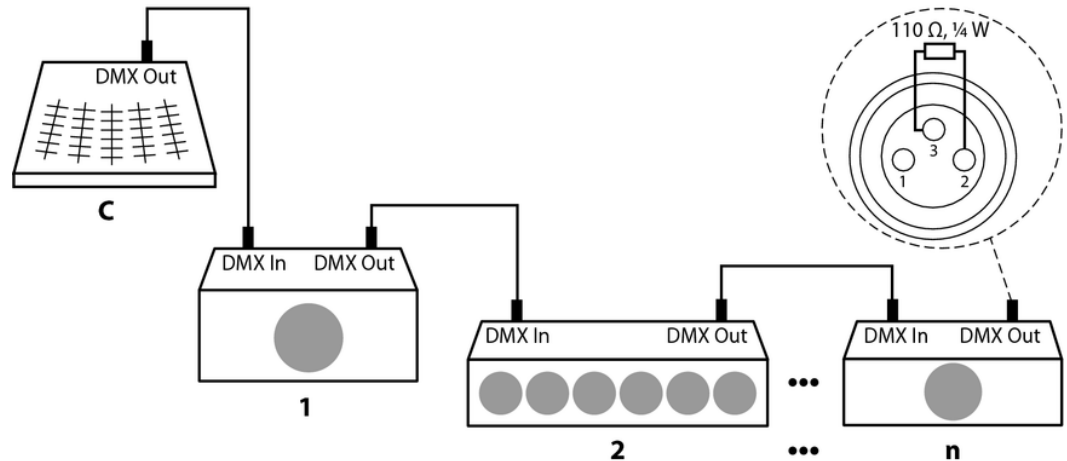 110 Ω, ¼ W
3
1
2
DMX Out
C
DMX In
DMX Out
1
DMX In
DMX Out
2
•••
•••
DMX In
DMX Out
n